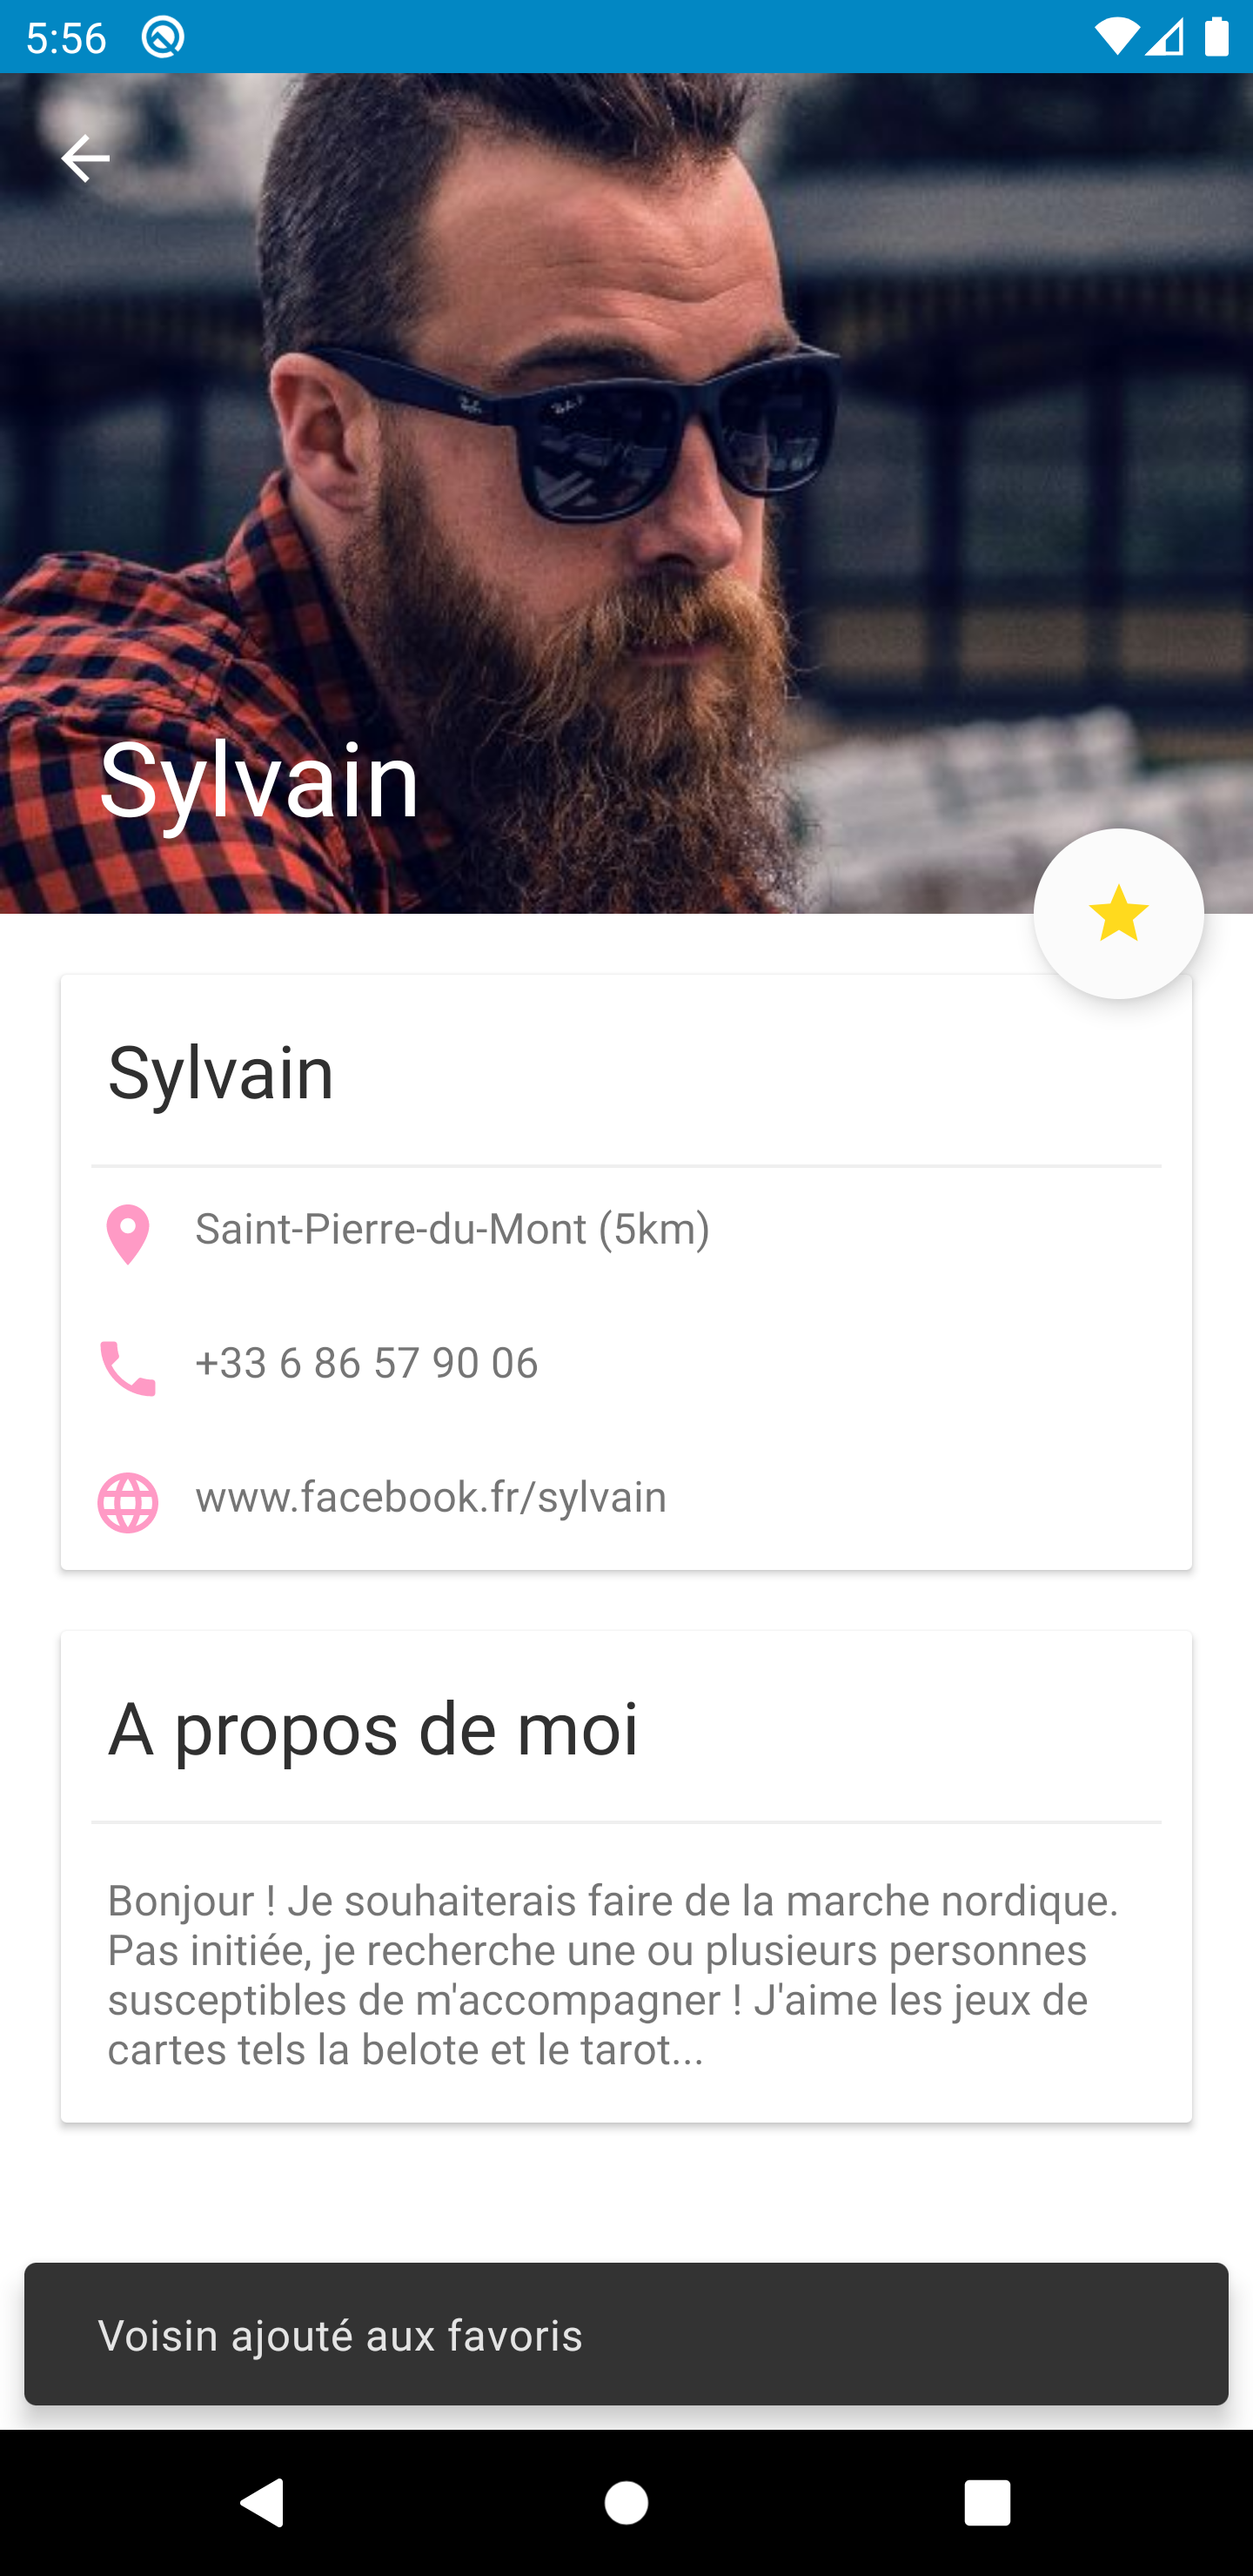 5:56
Sylvain
Sylvain
Saint-Pierre-du-Mont (5km)
+33 6 86 57 90 06
www.facebook.fr/sylvain
A propos de moi
Bonjour ! Je souhaiterais faire de la marche nordique.
Pas initiée, je recherche une ou plusieurs personnes
susceptibles de m'accompagner ! J'aime les jeux de
cartes tels la belote et le tarot...
Voisin ajouté aux favoris